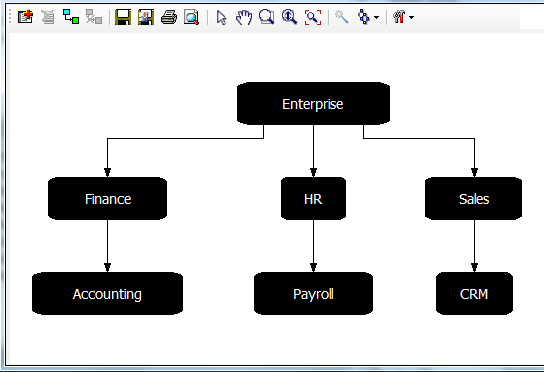 Enterprise
Finance
HR
Sales
Accounting
Payroll
CRM